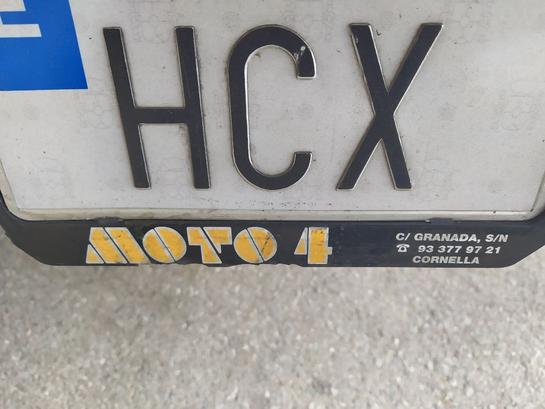 E
HCX
MOTO 4
C/ GRANADA, S/N
☎ 93 377 97 21
CORNELLA